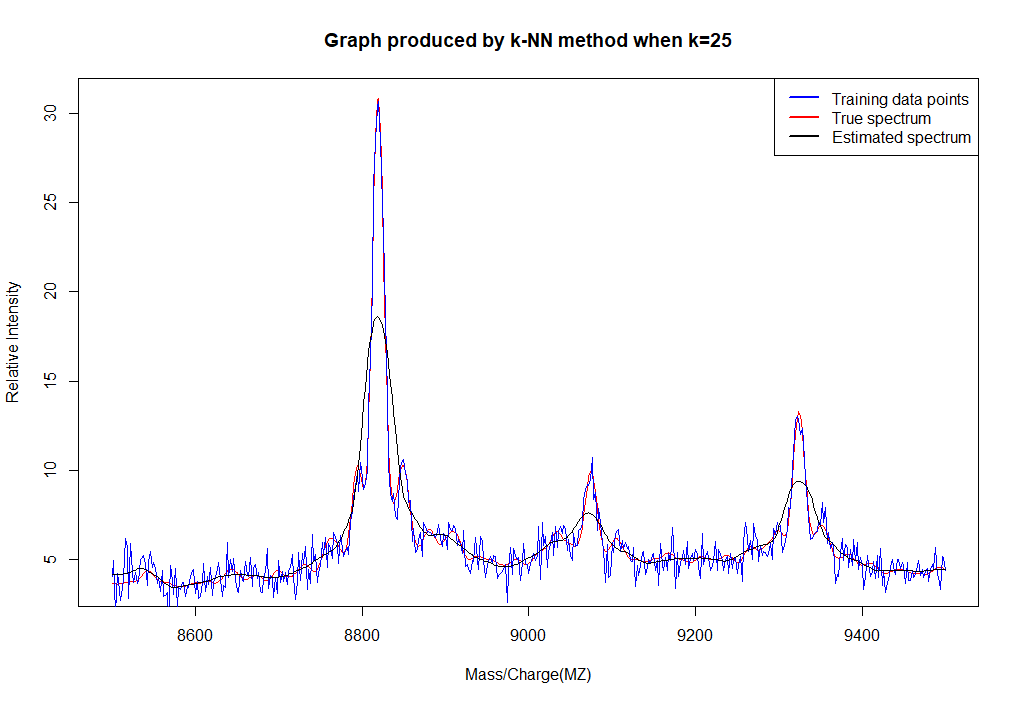 Graph produced by k-NN method when k=25
Training data points
True spectrum
Estimated spectrum
Relative Intensity
30
25
20
15
10
5
8600 8800 9000 9200 9400
Mass/Charge(MZ)